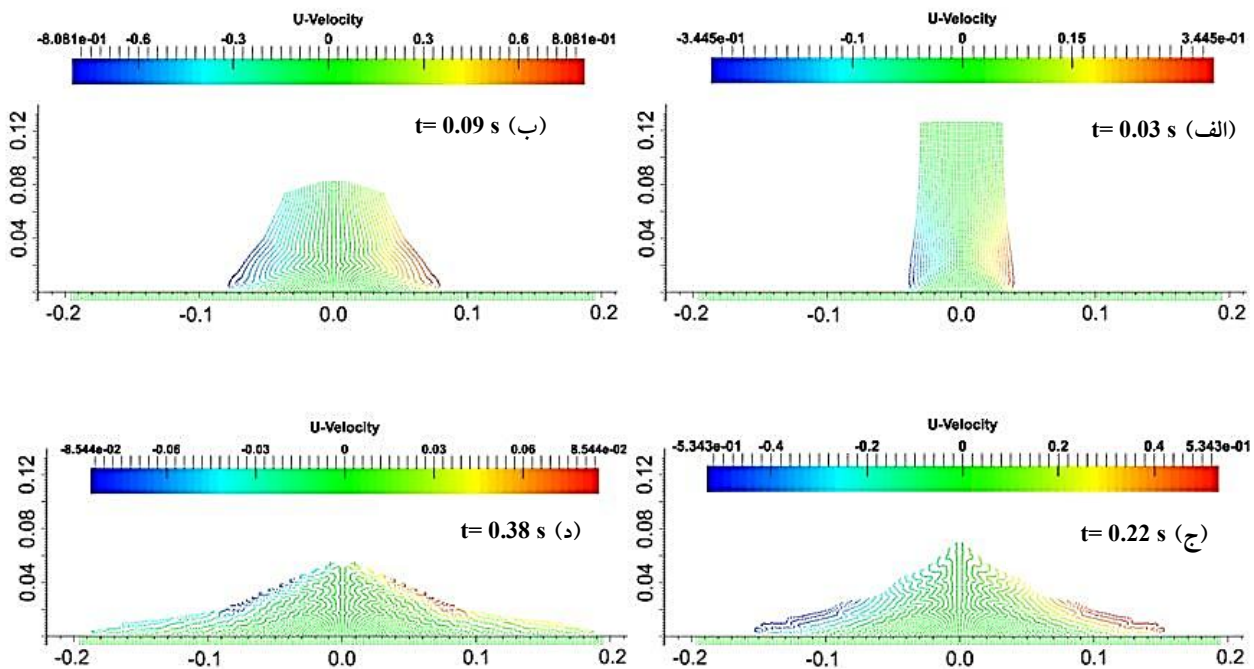 U-Velocity
-3.445e-01 -0.1 0 0.15 3.445e-01
(الف) t= 0.03 s
0.12
0.08
0.04
-0.2 -0.1 0.0 0.1 0.2
U-Velocity
-8.081e-01 -0.6 -0.3 0 0.3 0.6 8.081e-01
(ب) t= 0.09 s
0.12
0.08
0.04
-0.2 -0.1 0.0 0.1 0.2
U-Velocity
-5.343e-01 -0.4 -0.2 0 0.2 0.4 5.343e-01
(ج) t= 0.22 s
0.12
0.08
0.04
-0.2 -0.1 0.0 0.1 0.2
U-Velocity
-8.544e-02 -0.06 -0.03 0 0.03 0.06 8.544e-02
(د) t= 0.38 s
0.12
0.08
0.04
-0.2 -0.1 0.0 0.1 0.2